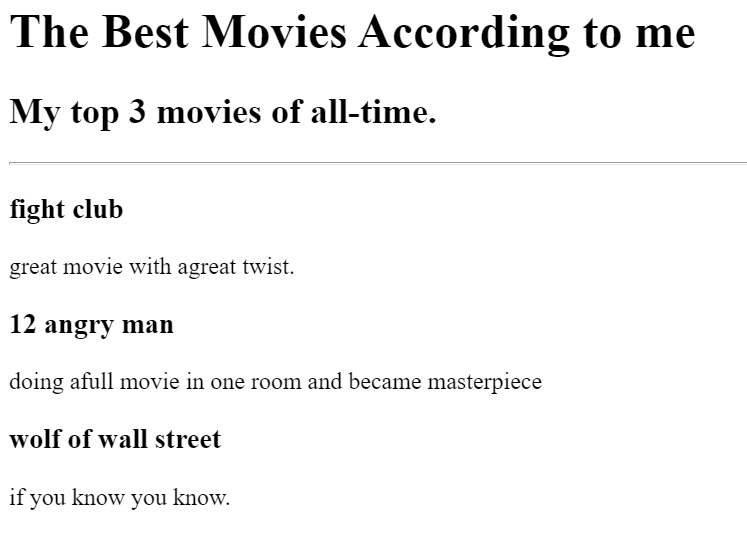 The Best Movies According to me
My top 3 movies of all-time.
fight club
great movie with agreat twist.
12 angry man
doing afull movie in one room and became masterpiece
wolf of wall street
if you know you know.